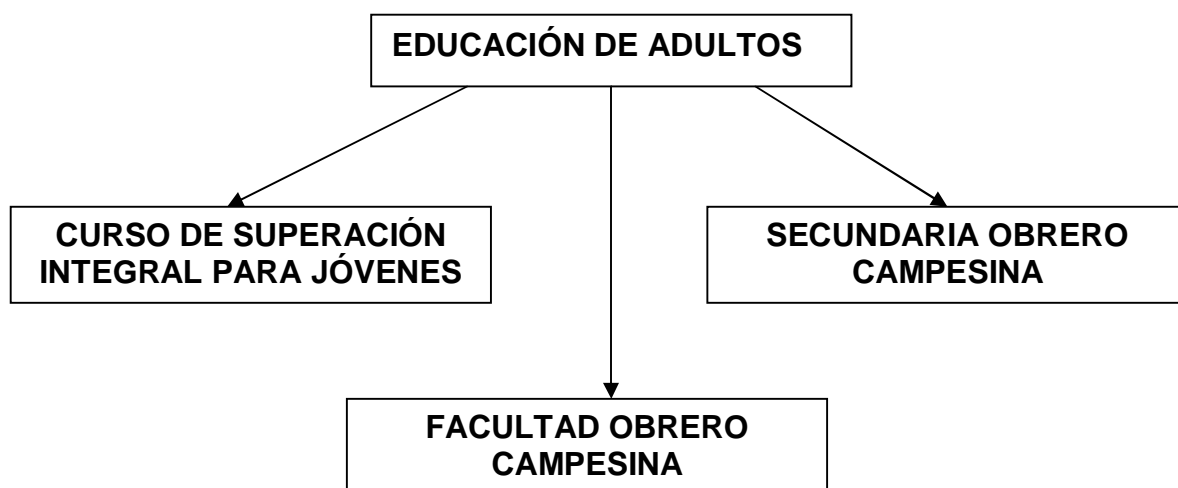 EDUCACIÓN DE ADULTOS
CURSO DE SUPERACIÓN
INTEGRAL PARA JÓVENES
SECUNDARIA OBRERO
CAMPESINA
FACULTAD OBRERO
CAMPESINA